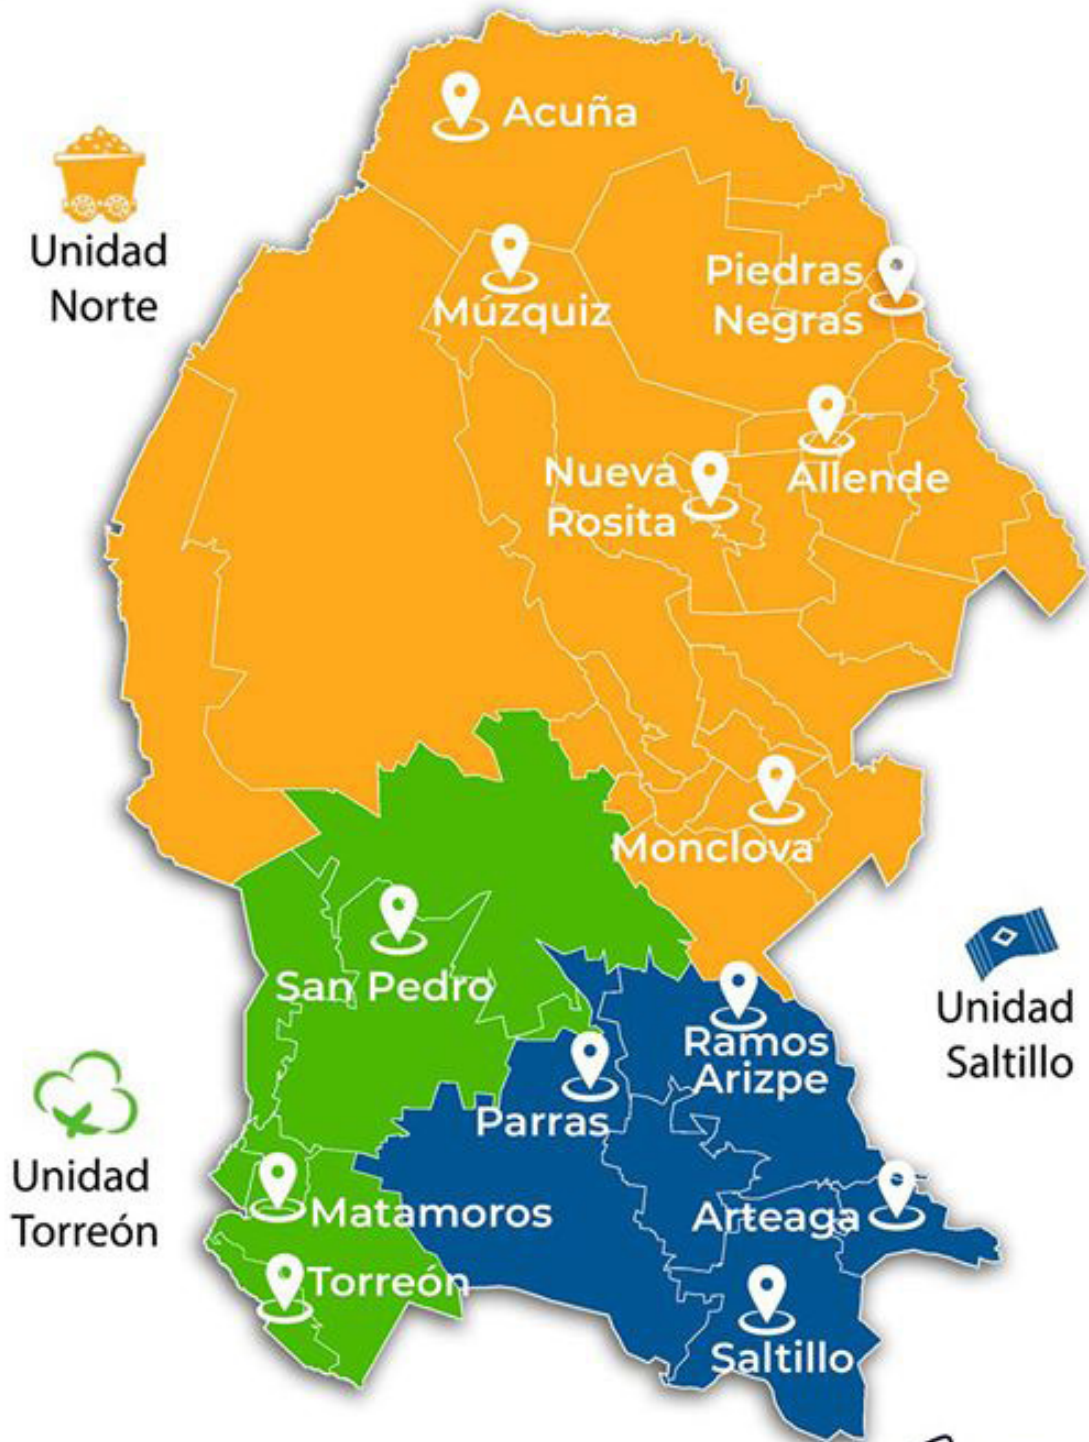 Acuña
Unidad
Norte
Múzquiz
Piedras
Negras
Nueva
Rosita
Allende
Monclova
San Pedro
Unidad
Saltillo
Ramos
Arizpe
Parras
Unidad
Torreón
Matamoros
Arteaga
Torreón
Saltillo